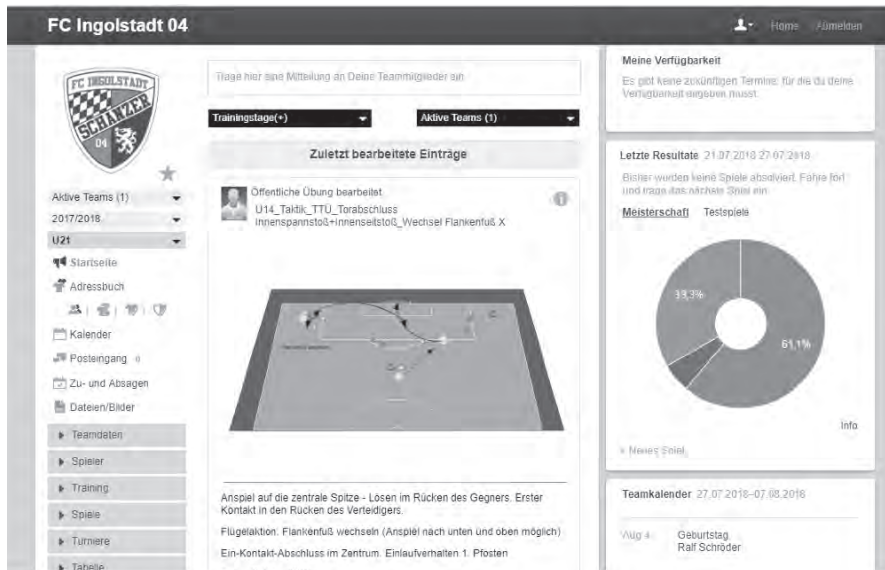 FC Ingolstadt 04
Home Abmelden
FC INGOLSTADT
SCHANZER
04
Aktive Teams (1)
2017/2018
U21
Startseite
Adressbuch
Kalender
Posteingang 0
Zu- und Absagen
Dateien/Bilder
Teamdaten
Spieler
Training
Spiele
Turniere
Tabelle
Trage hier eine Mitteilung an Deine Teammitglieder ein
Trainingstage(+)
Aktive Teams (1)
Zuletzt bearbeitete Einträge
Öffentliche Übung bearbeitet
U14_Taktik_TTÜ_Torabschluss
Innenspannstoß+Innenseitstoß_Wechsel Flankenfuß X
Anspiel auf die zentrale Spitze - Lösen im Rücken des Gegners. Erster
Kontakt in den Rücken des Verteidigers.
Flügelaktion: Flankenfuß wechseln (Anspiel nach unten und oben möglich)
Ein-Kontakt-Abschluss im Zentrum. Einlaufverhalten 1. Pfosten
Meine Verfügbarkeit
Es gibt keine zukünftigen Termine, für die du deine
Verfügbarkeit eingeben musst.
Letzte Resultate 21.07.2018 27.07.2018
Bisher wurden keine Spiele absolviert. Fahre fort
und trage das nächste Spiel ein.
Meisterschaft Testspiele
33,3%
61,1%
Info
» Neues Spiel
Teamkalender 27.07.2018-07.08.2018
Aug 4 Geburtstag
Ralf Schröder